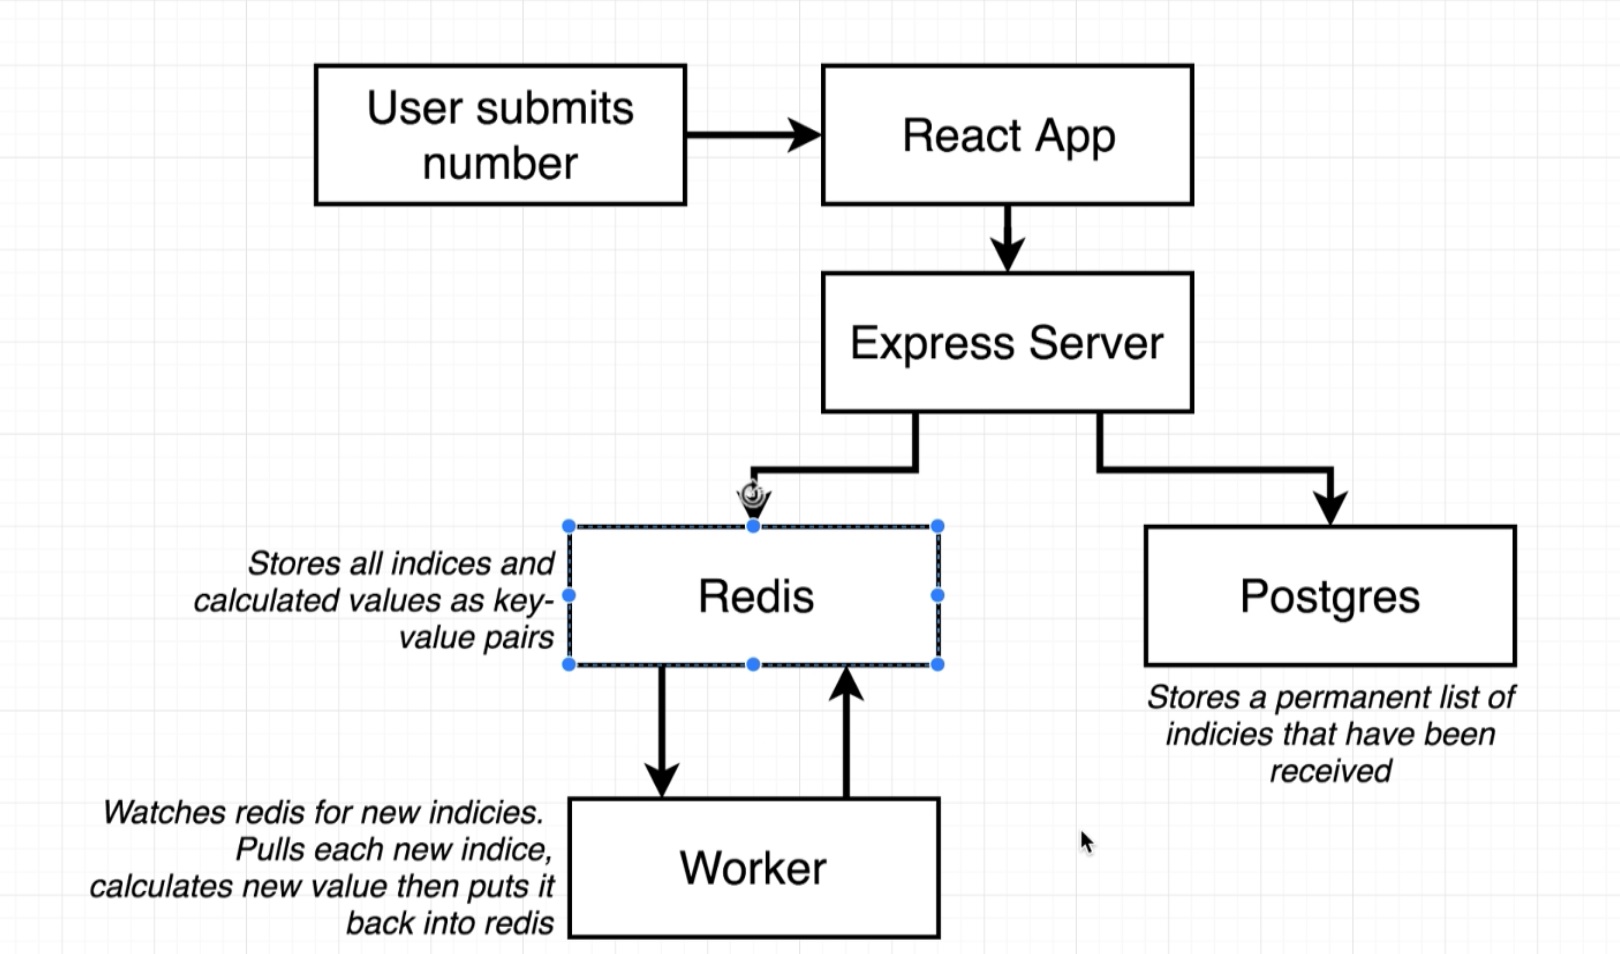 User submits
number
React App
Express Server
Stores all indices and
calculated values as key-
value pairs
Redis
Postgres
Stores a permanent list of
indicies that have been
received
Watches redis for new indicies.
Pulls each new indice,
calculates new value then puts it
back into redis
Worker